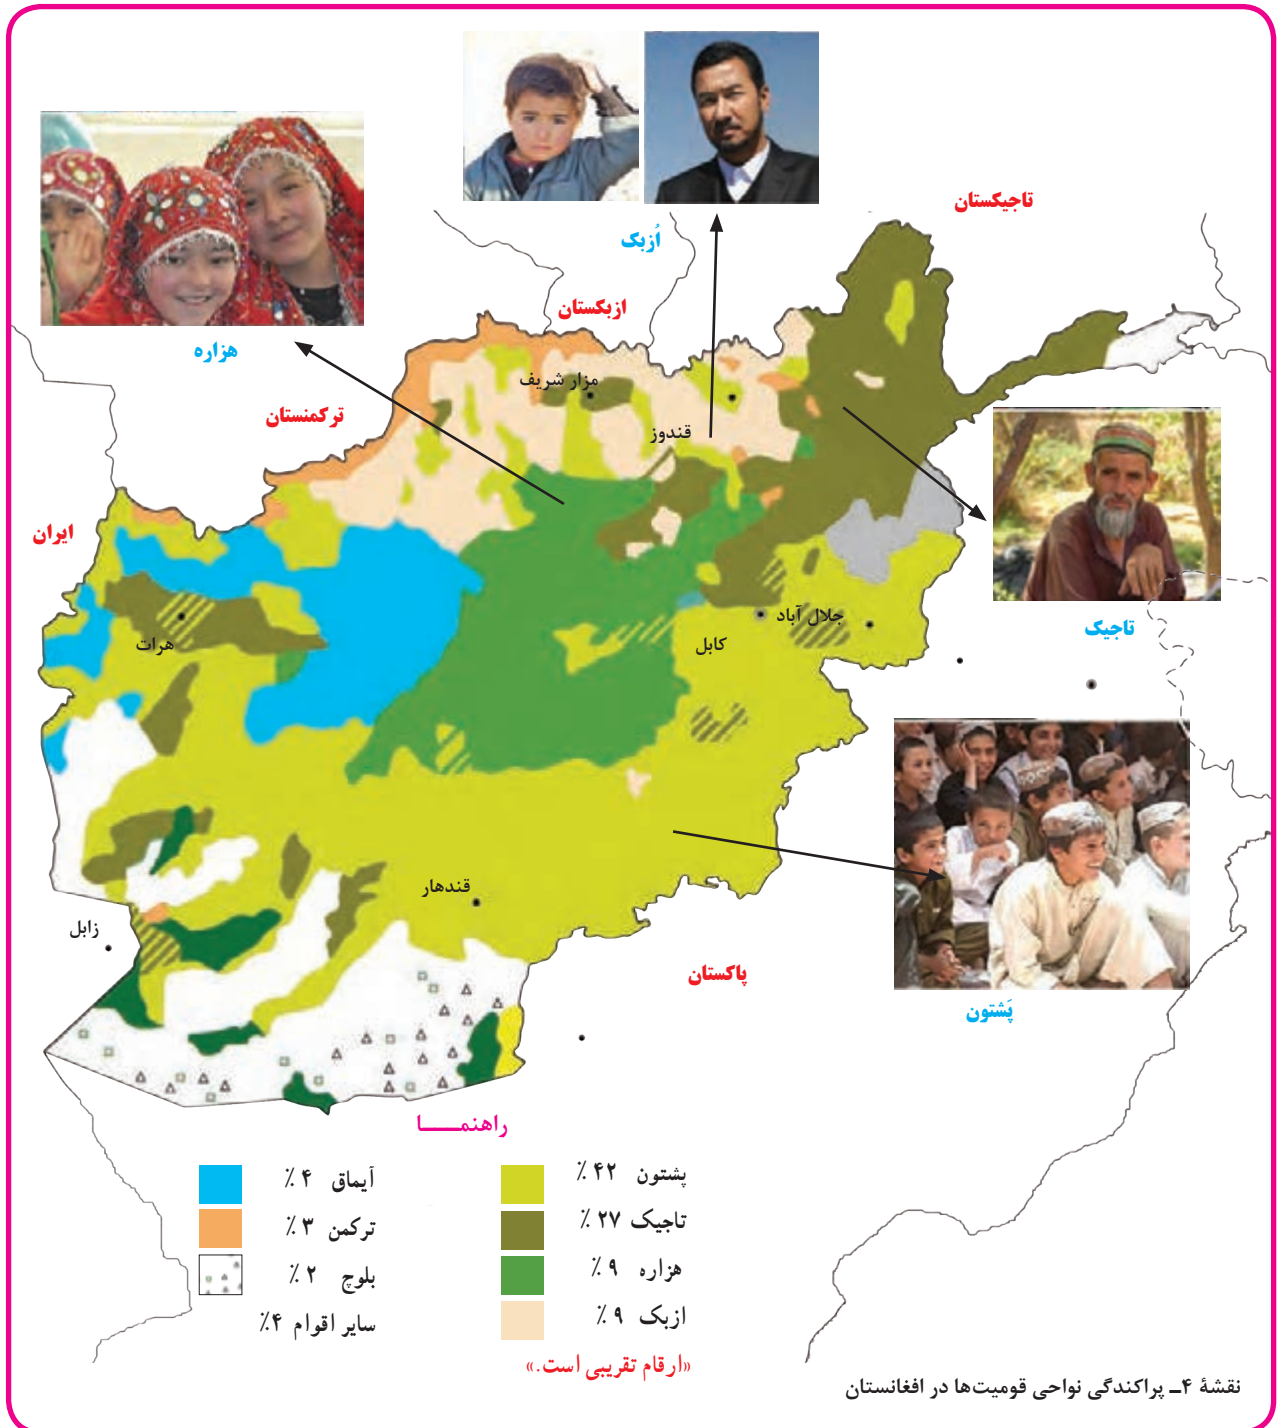 تاجیکستان
اُزبک
ازبکستان
هزاره
ترکمنستان
مزار شریف
قندوز
ایران
هرات
جلال آباد
کابل
تاجیک
قندهار
زابل
پاکستان
پَشتون
راهنمـــــا
پشتون ۴۲ ٪
تاجیک ۲۷ ٪
هزاره ۹ ٪
ازبک ۹ ٪
آیماق ۴ ٪
ترکمن ۳ ٪
بلوچ ۲ ٪
سایر اقوام ۴٪
«ارقام تقریبی است.»
نقشهٔ ۴ــ پراکندگی نواحی قومیت‌ها در افغانستان